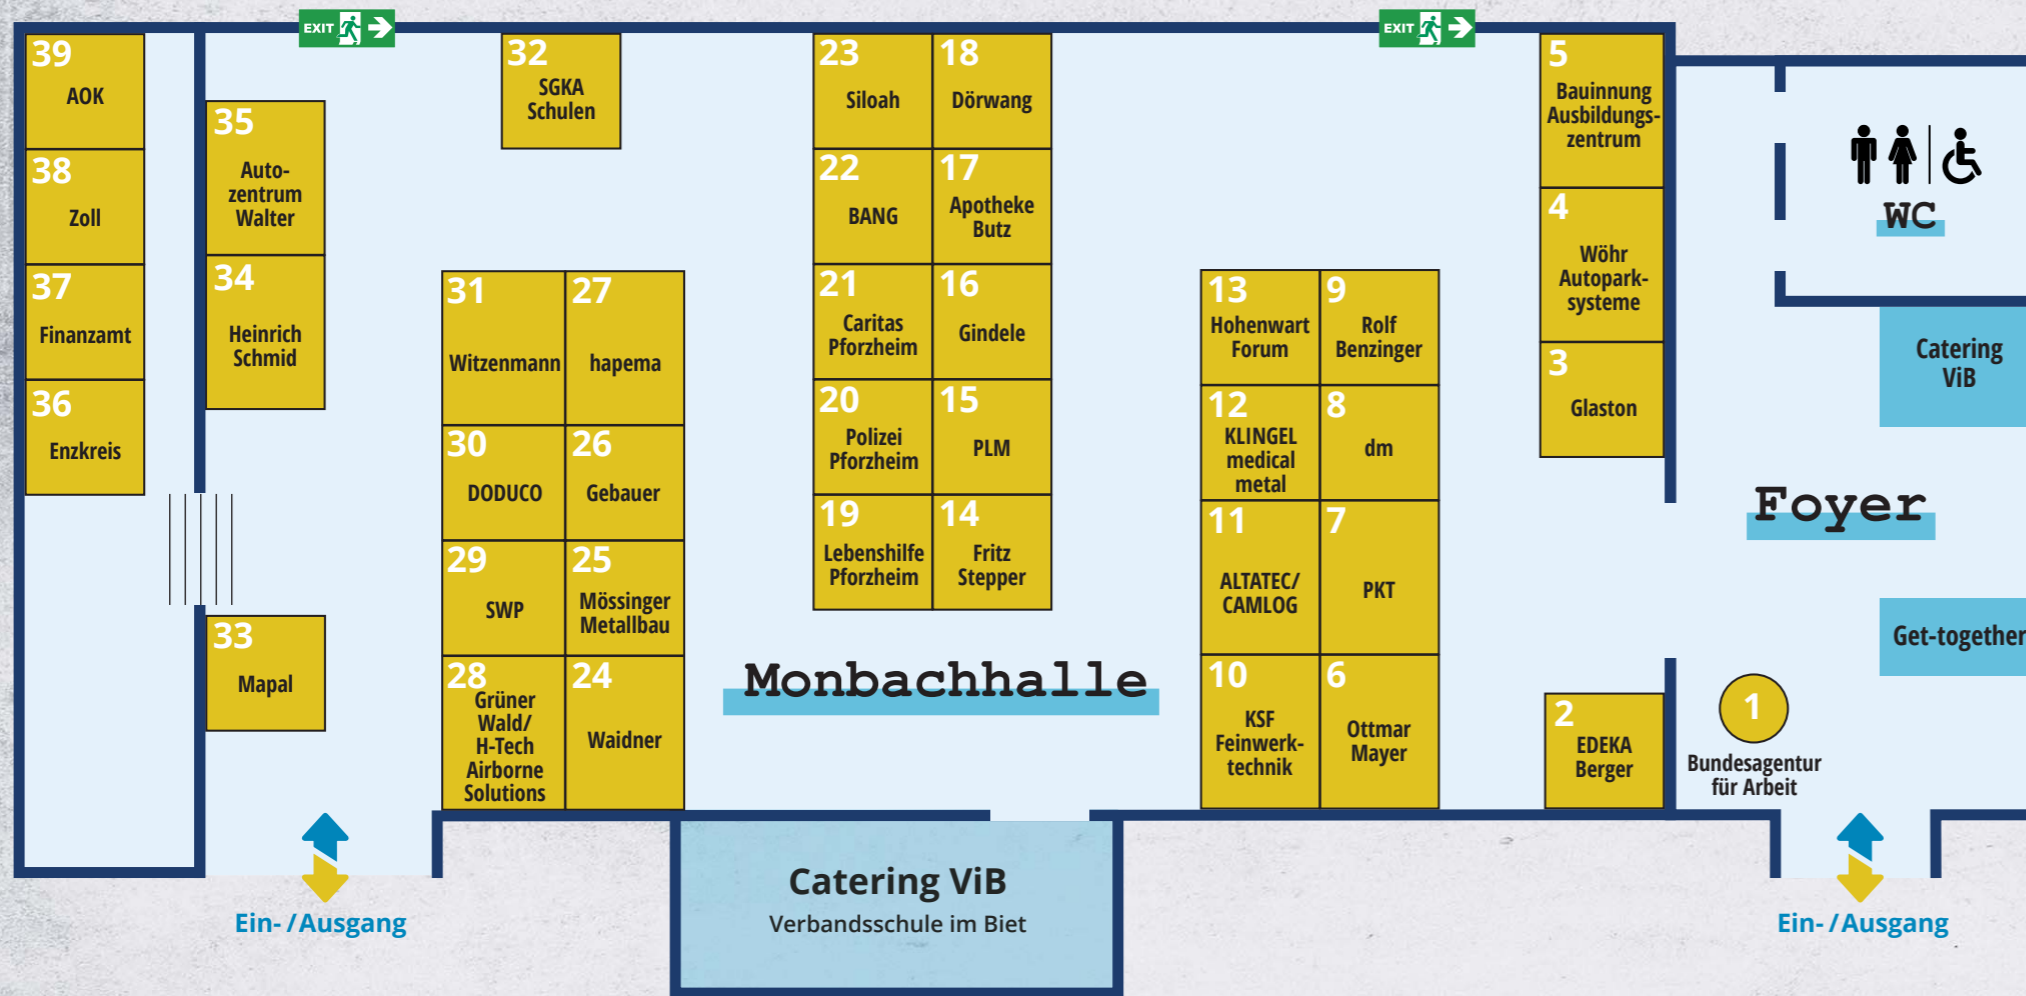 EXIT
EXIT
39
AOK
38
Zoll
37
Finanzamt
36
Enzkreis
35
Auto-
zentrum
Walter
34
Heinrich
Schmid
33
Mapal
32
SGKA
Schulen
31
Witzenmann
27
hapema
30
DODUCO
26
Gebauer
29
SWP
25
Mössinger
Metallbau
28
Grüner
Wald/
H-Tech
Airborne
Solutions
24
Waidner
23
Siloah
18
Dörwang
22
BANG
17
Apotheke
Butz
21
Caritas
Pforzheim
16
Gindele
20
Polizei
Pforzheim
15
PLM
19
Lebenshilfe
Pforzheim
14
Fritz
Stepper
Monbachhalle
13
Hohenwart
Forum
9
Rolf
Benzinger
12
KLINGEL
medical
metal
8
dm
11
ALTATEC/
CAMLOG
7
PKT
10
KSF
Feinwerk-
technik
6
Ottmar
Mayer
5
Bauinnung
Ausbildungs-
zentrum
4
Wöhr
Autopark-
systeme
3
Glaston
2
EDEKA
Berger
WC
Catering
ViB
Foyer
Get-together
1
Bundesagentur
für Arbeit
Ein- / Ausgang
Catering ViB
Verbandsschule im Biet
Ein- / Ausgang